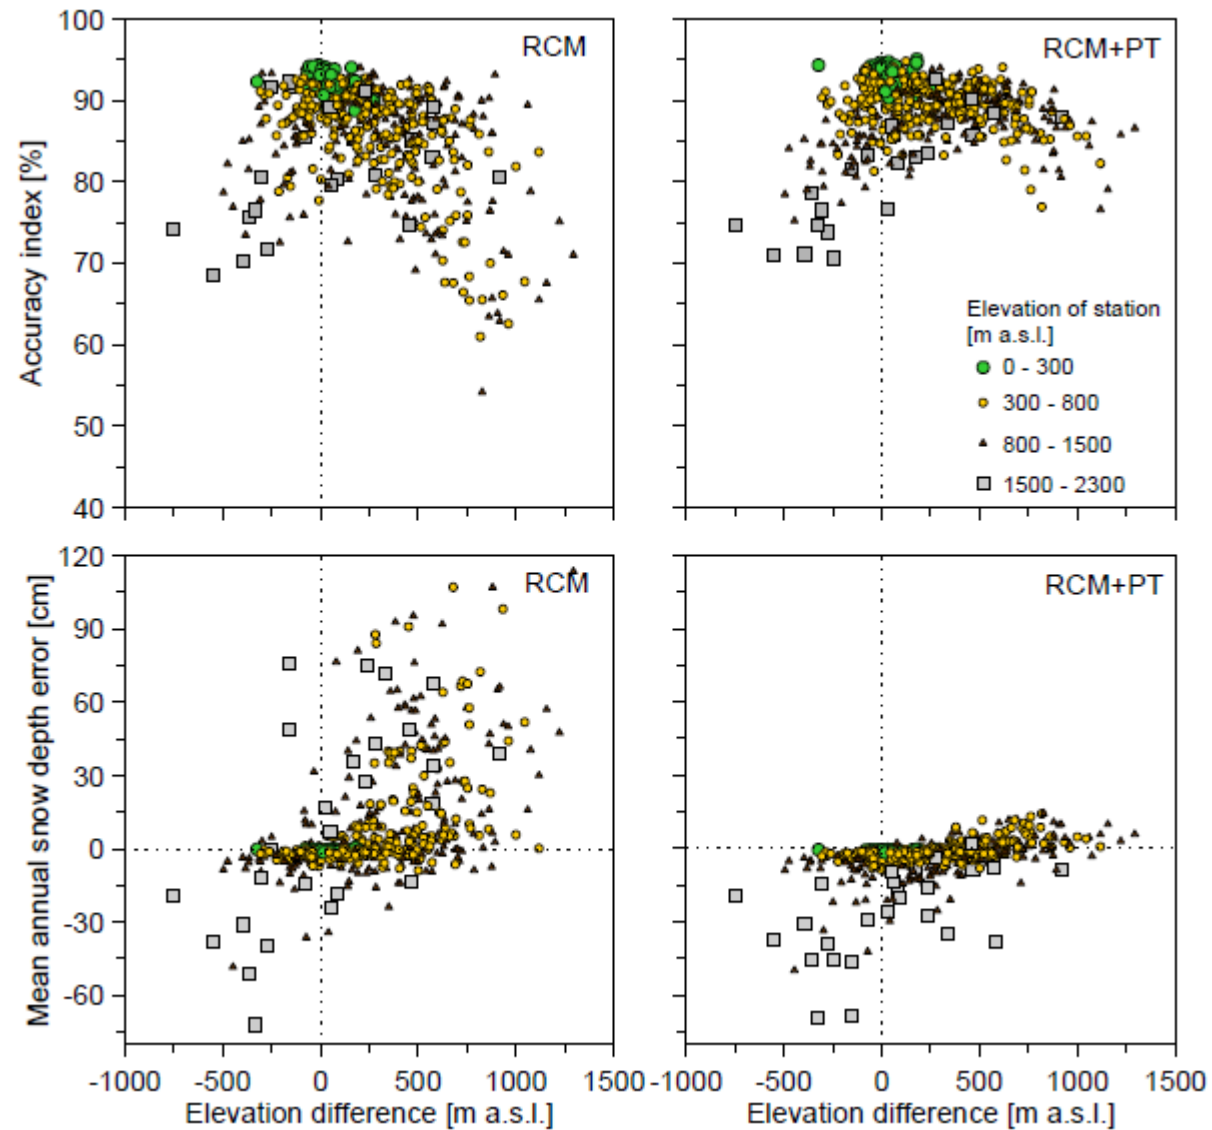 100
90
80
70
60
50
40
Accuracy index [%]
RCM
RCM+PT
Elevation of station
[m a.s.l.]
0 - 300
300 - 800
800 - 1500
1500 - 2300
120
90
60
30
0
-30
-60
Mean annual snow depth error [cm]
RCM
RCM+PT
-1000 -500 0 500 1000 1500
-1000 -500 0 500 1000 1500
Elevation difference [m a.s.l.]
Elevation difference [m a.s.l.]